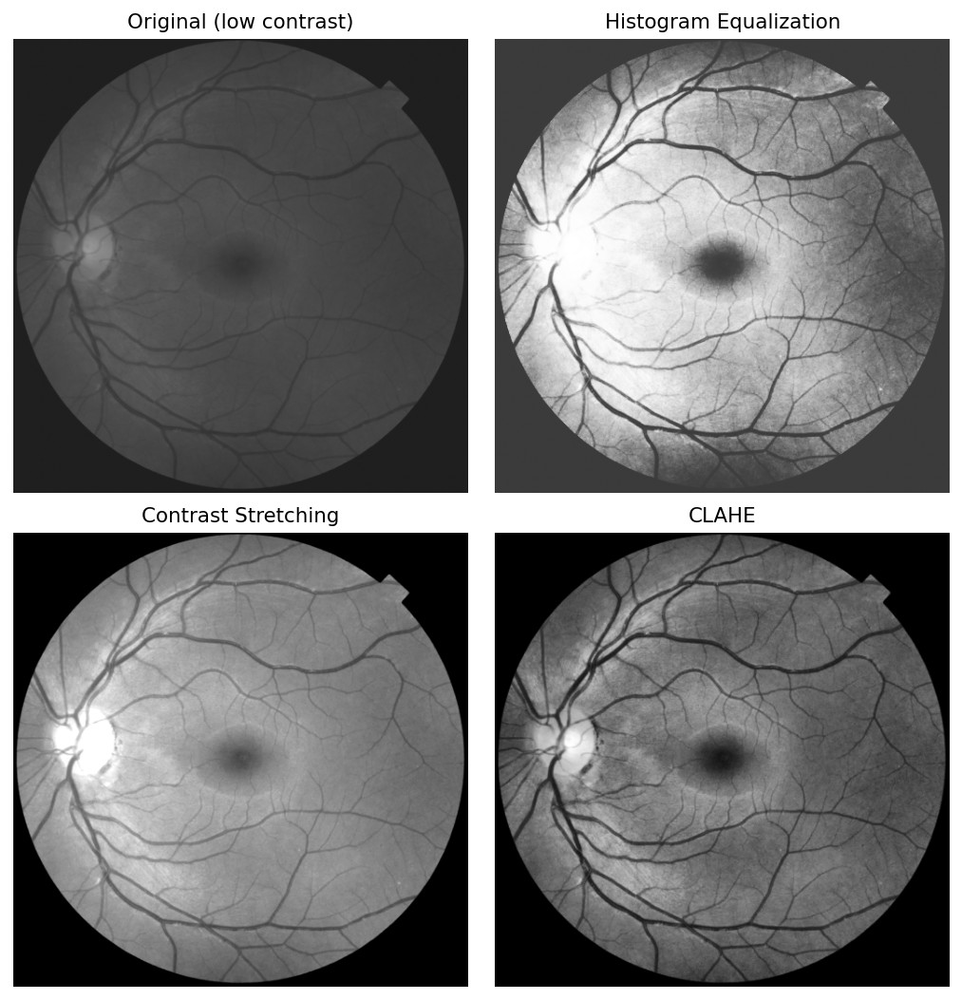 Original (low contrast)
Histogram Equalization
Contrast Stretching
CLAHE